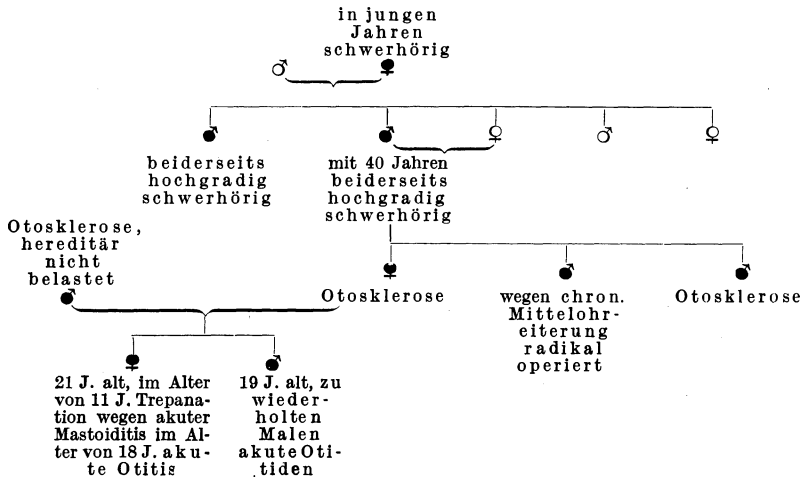 in jungen
Jahren
schwerhörig
♂ ♀
♂ ♂ ♀ ♂ ♀
beiderseits
hochgradig
schwerhörig
mit 40 Jahren
beiderseits
hochgradig
schwerhörig
Otosklerose,
hereditär
nicht
belastet
♂
♀ ♂ ♂
Otosklerose
wegen chron.
Mittelohr-
eiterung
radikal
operiert
Otosklerose
♀ ♂
21 J. alt, im Alter
von 11 J. Trepana-
tion wegen akuter
Mastoiditis im Al-
ter von 18 J. aku-
te Otitis
19 J. alt, zu
wieder-
holten
Malen
akute Oti-
tiden